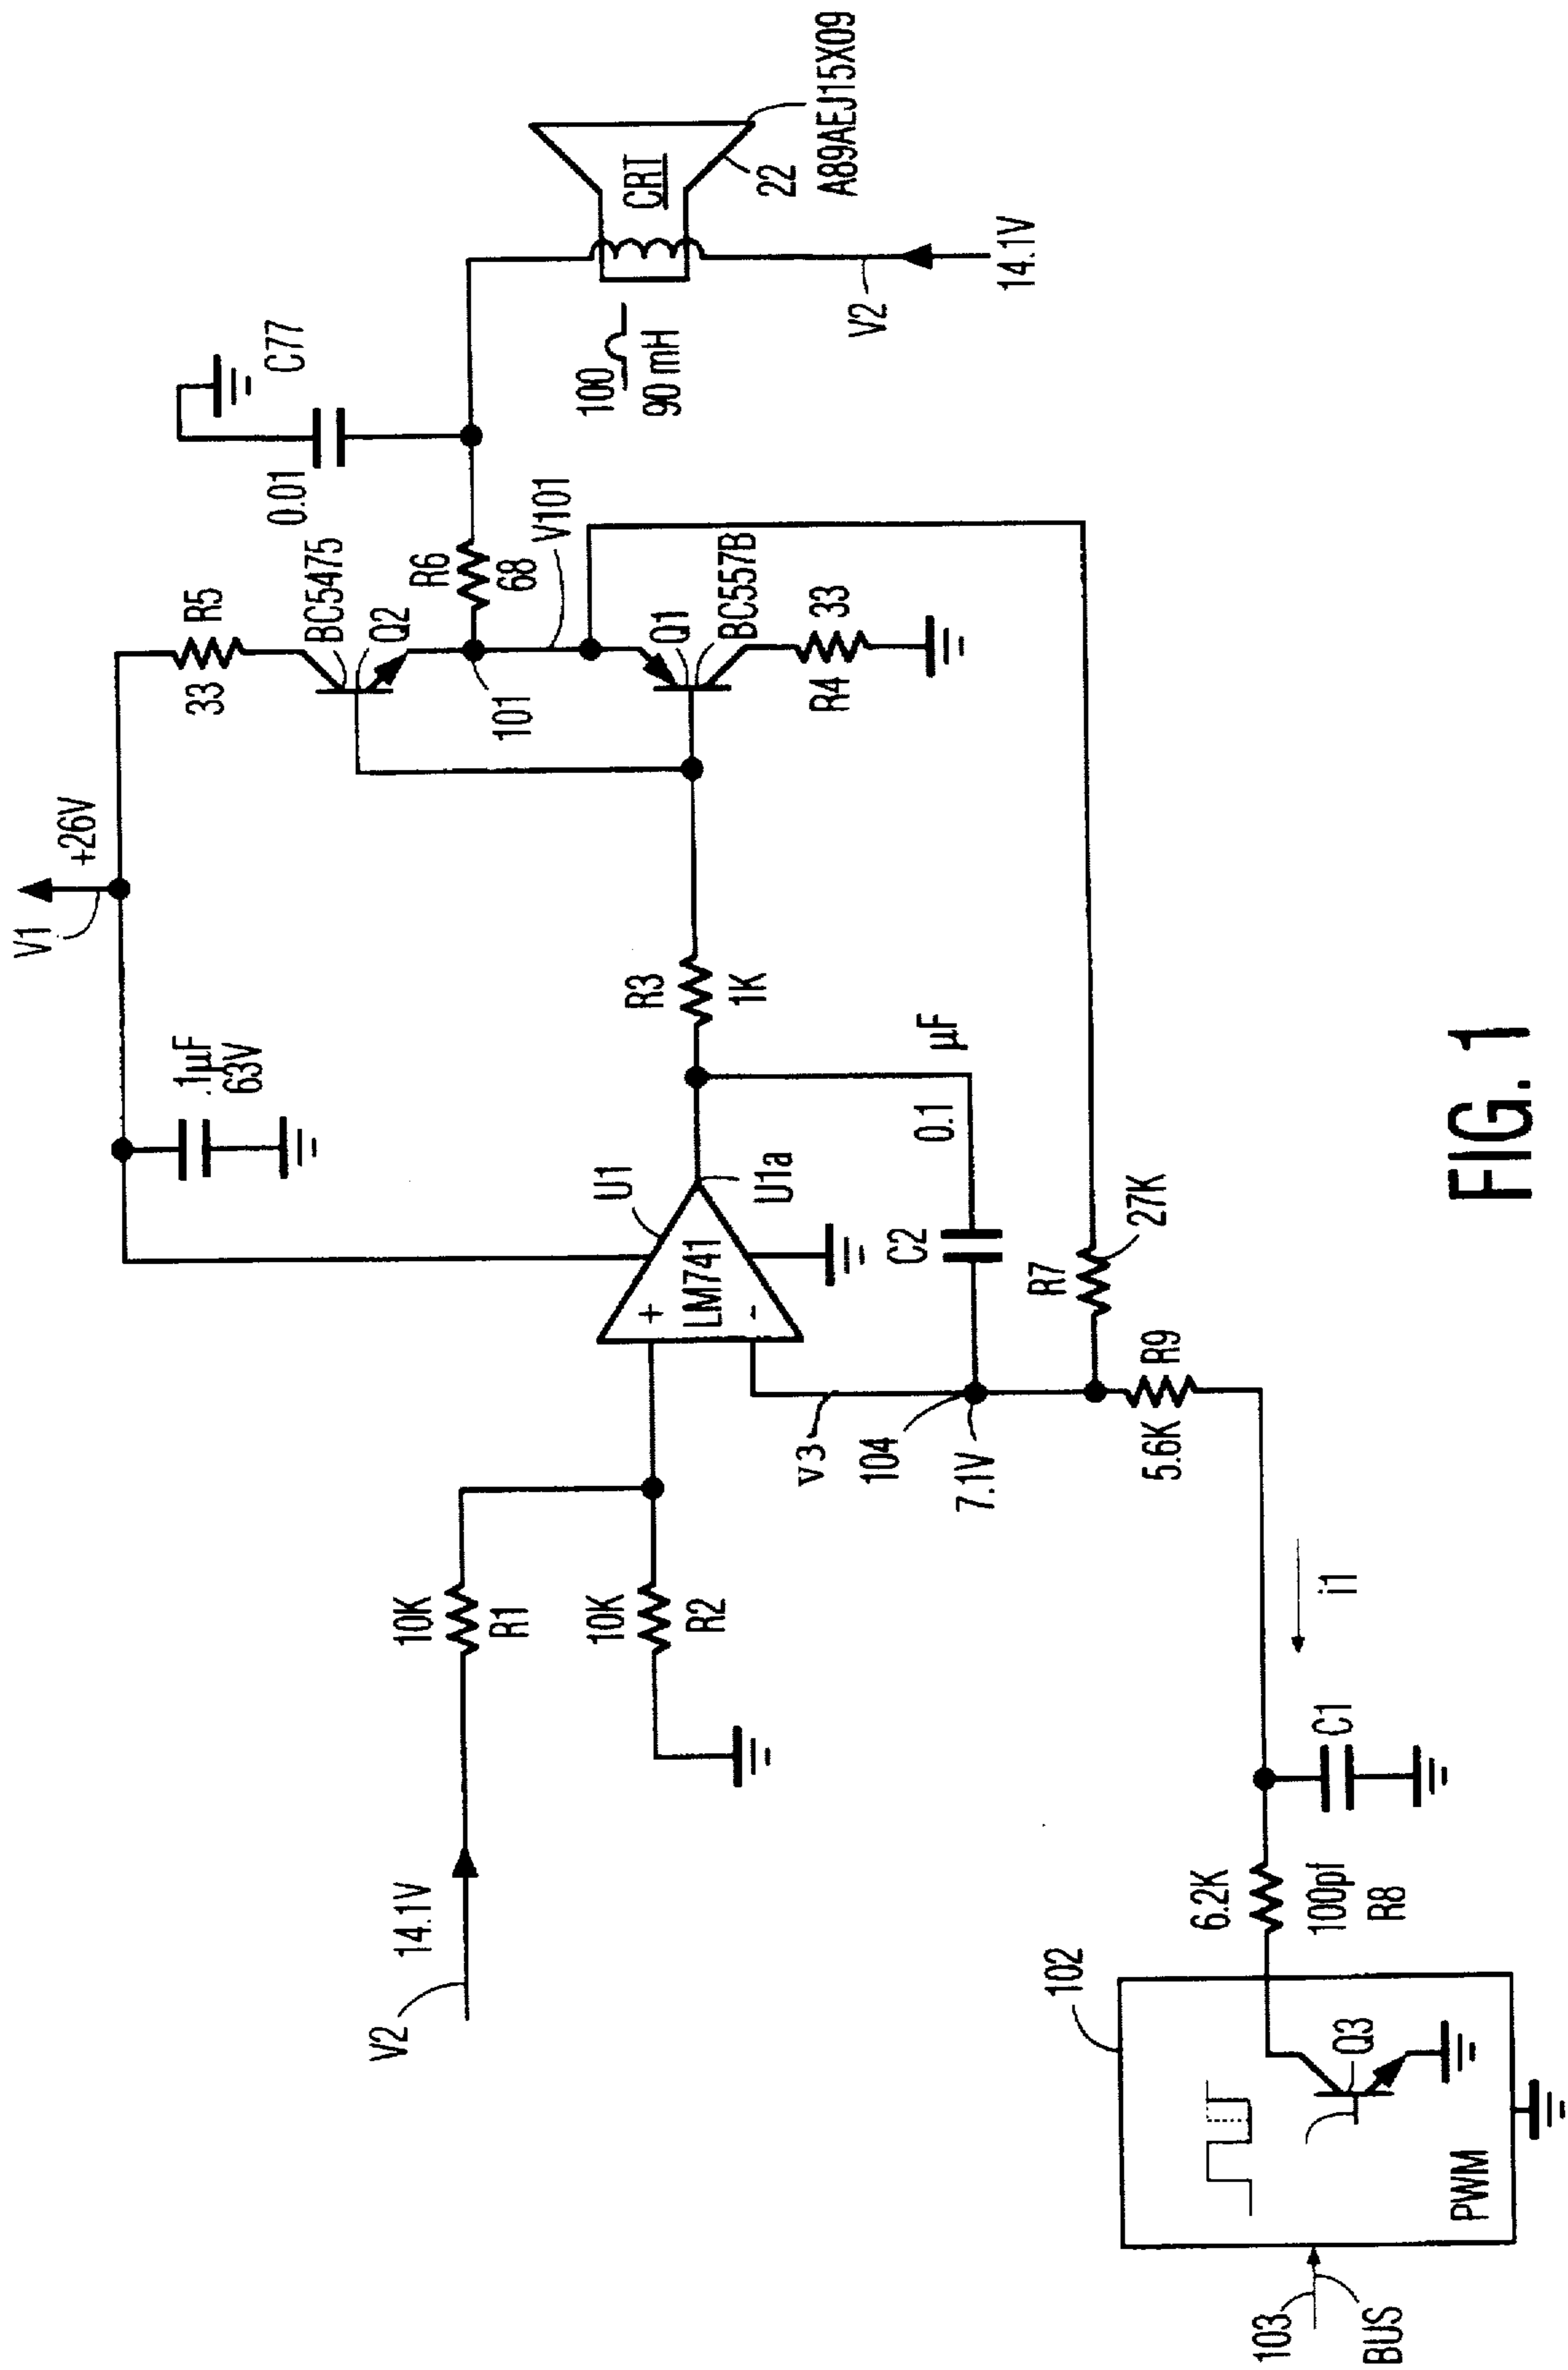 V1
+26V
.1µF
63V
33
R5
BC5475
Q2
101
R6
68
V101
0.01
C77
100
90 mH
CRT
22
A89AEJ15X09
V2
14.1V
Q1
BC557B
R4
33
R3
1K
U1
LM741
+
-
U1a
0.1
µF
C2
R7
27K
V3
104
7.1V
R9
5.6K
10K
R1
10K
R2
14.1V
V2
i1
C1
6.2K
100pf
R8
102
Q3
PWM
103
BUS
FIG. 1